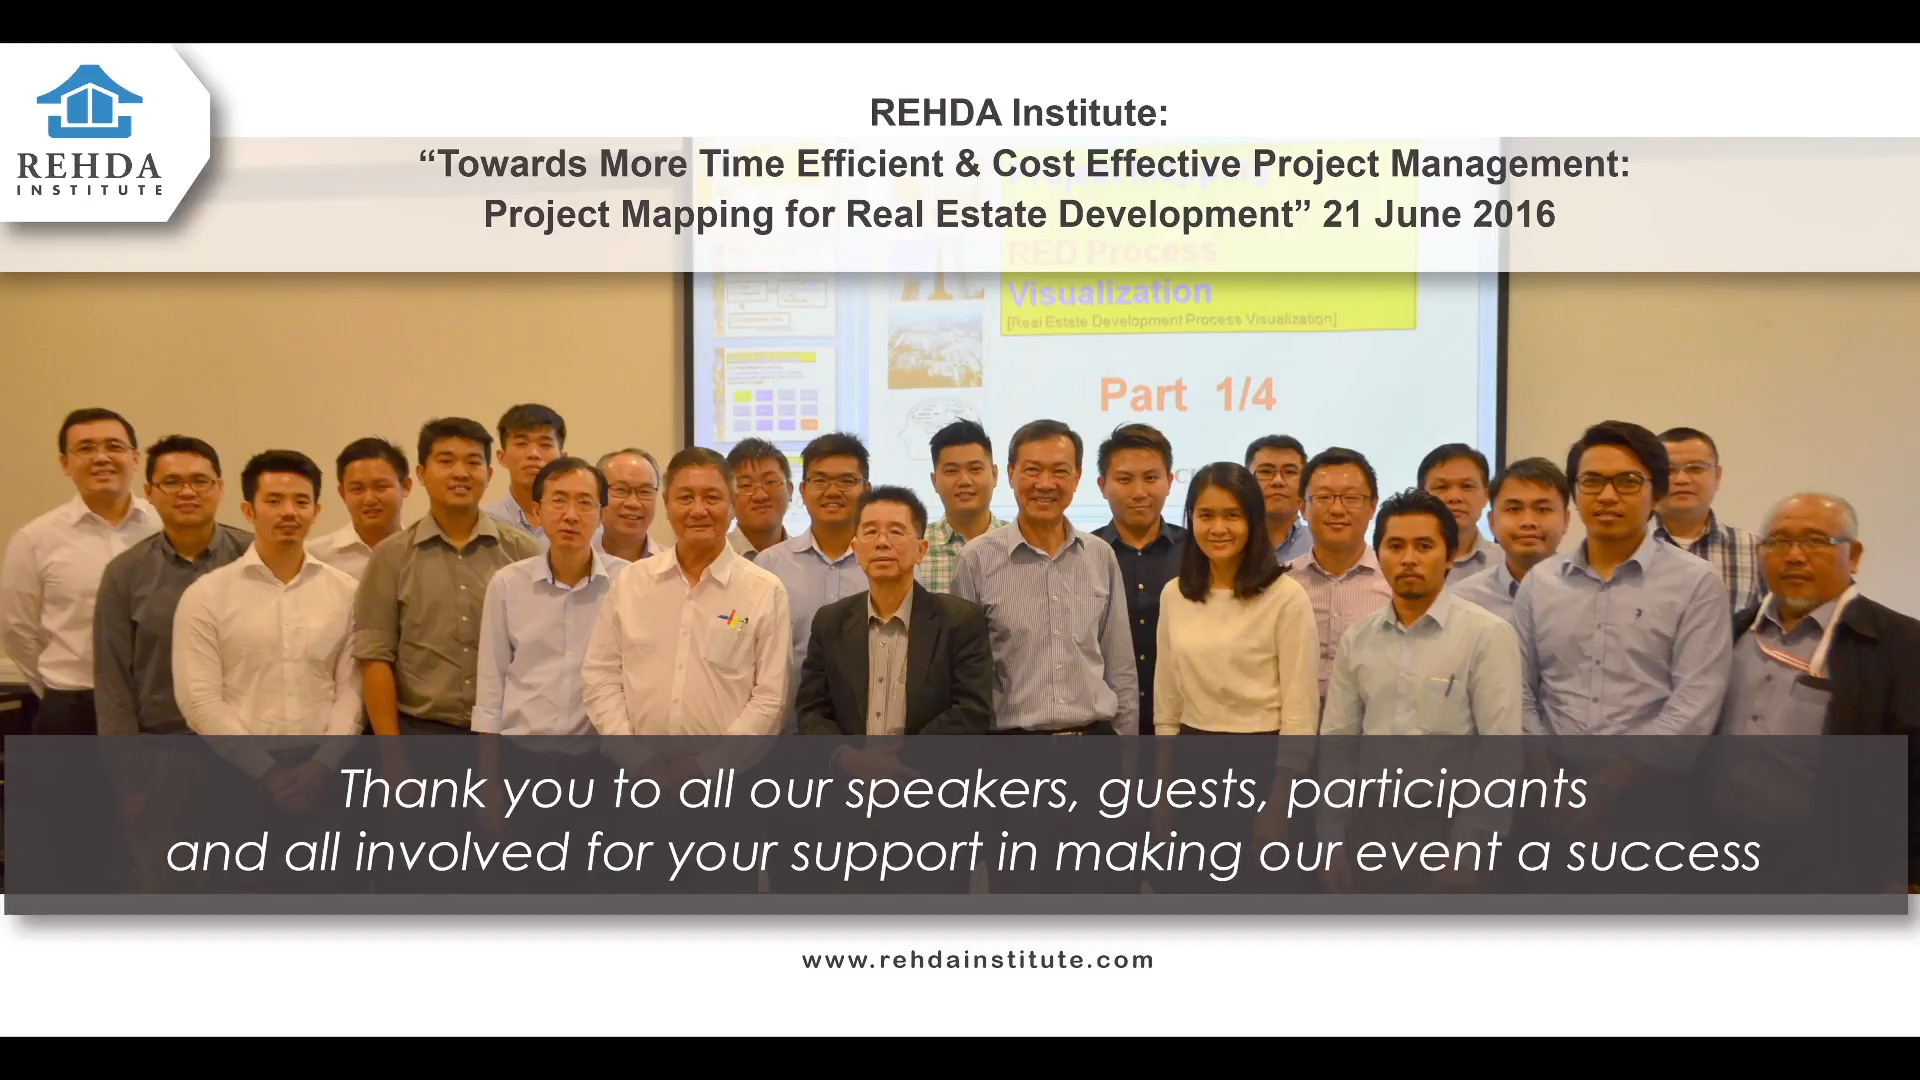 REHDA
INSTITUTE
REHDA Institute:
“Towards More Time Efficient & Cost Effective Project Management:
Project Mapping for Real Estate Development” 21 June 2016
RED Process
Visualization
[Real Estate Development Process Visualization]
Part 1/4
Thank you to all our speakers, guests, participants
and all involved for your support in making our event a success
www.rehdainstitute.com